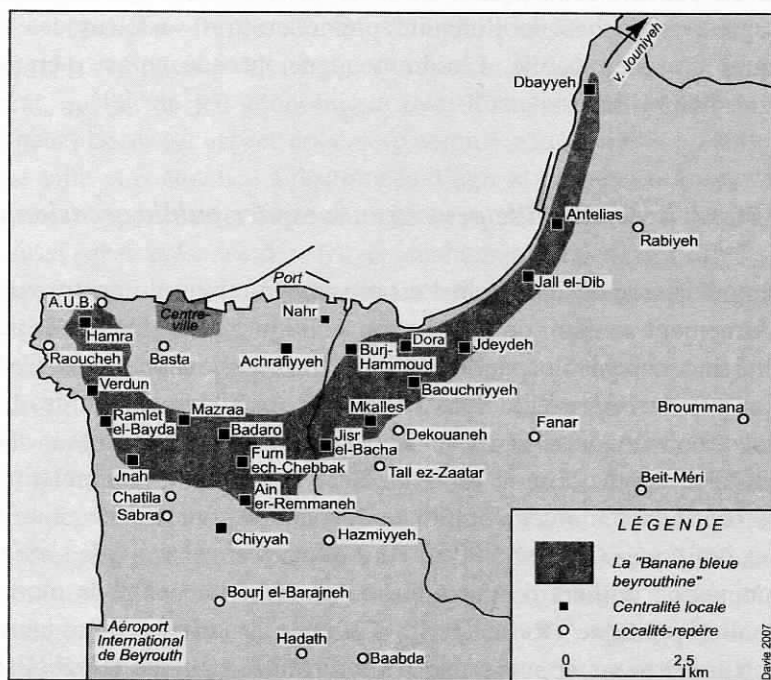 v. Jouniyeh
Dbayyeh
Antelias
Rabiyeh
Jall el-Dib
Port
A.U.B.
Centre-
ville
Nahr
Hamra
Raoucheh
Basta
Achrafiyyeh
Burj-
Hammoud
Dora
Jdeydeh
Verdun
Baouchriyyeh
Ramlet
el-Bayda
Mazraa
Badaro
Mkalles
Broummana
Dekouaneh
Fanar
Jisr
el-Bacha
Furn
ech-Chebbak
Jnah
Tall ez-Zaatar
Beit-Méri
Chatila
Sabra
Ain
er-Remmaneh
Chiyyah
Hazmiyyeh
Bourj el-Barajneh
Aéroport
International
de Beyrouth
Hadath
Baabda
LÉGENDE
La "Banane bleue
beyrouthine"
Centralité locale
Localité-repère
0 2,5
km
Davie 2007